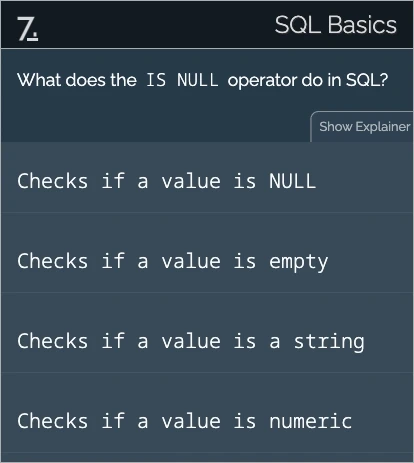 7.
SQL Basics
What does the IS NULL operator do in SQL?
Show Explainer
Checks if a value is NULL
Checks if a value is empty
Checks if a value is a string
Checks if a value is numeric